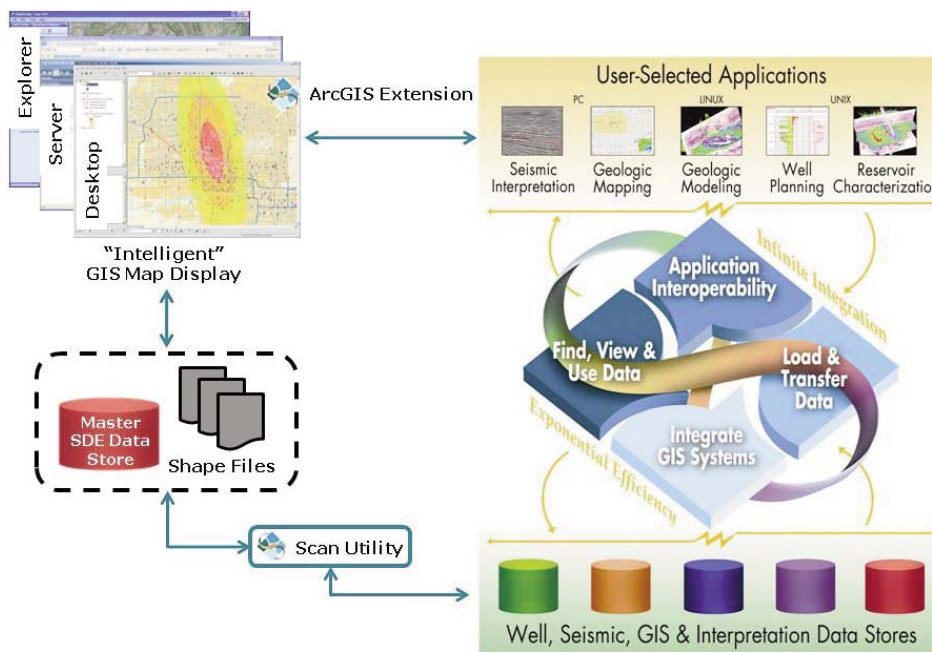 Explorer
Server
Desktop
ArcGIS Extension
"Intelligent"
GIS Map Display
Master
SDE Data
Store
Shape Files
Scan Utility
User-Selected Applications
PC
LINUX
UNIX
Seismic
Interpretation
Geologic
Mapping
Geologic
Modeling
Well
Planning
Reservoir
Characterization
Application
Interoperability
Infinite Integration
Find, View &
Use Data
Load &
Transfer
Data
Integrate
GIS Systems
Exponential Efficiency
Well, Seismic, GIS & Interpretation Data Stores